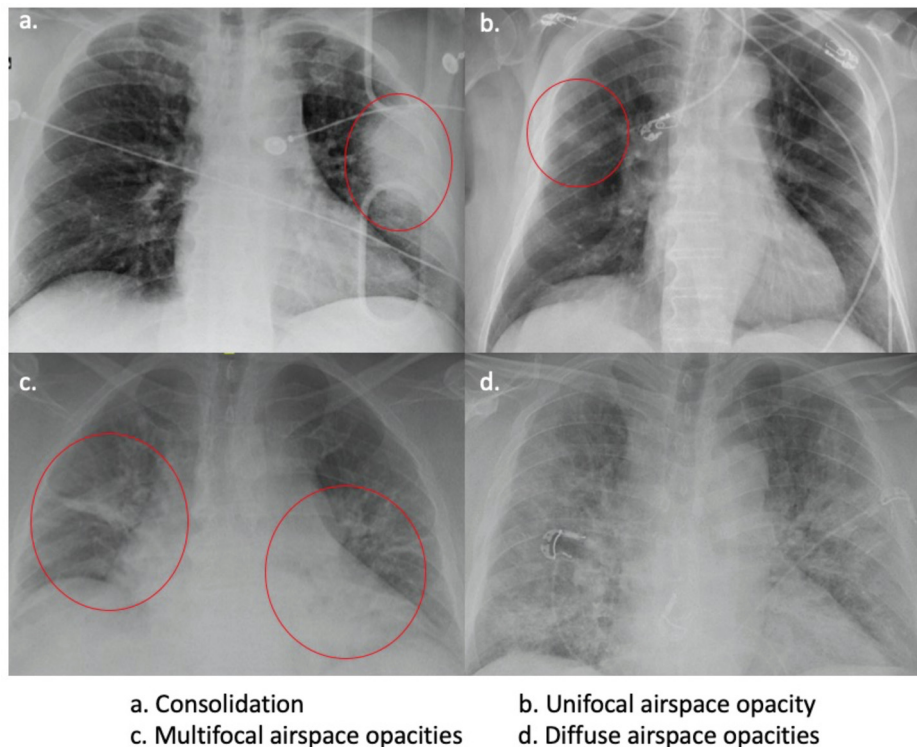 a.
b.
c.
d.
a. Consolidation
b. Unifocal airspace opacity
c. Multifocal airspace opacities
d. Diffuse airspace opacities